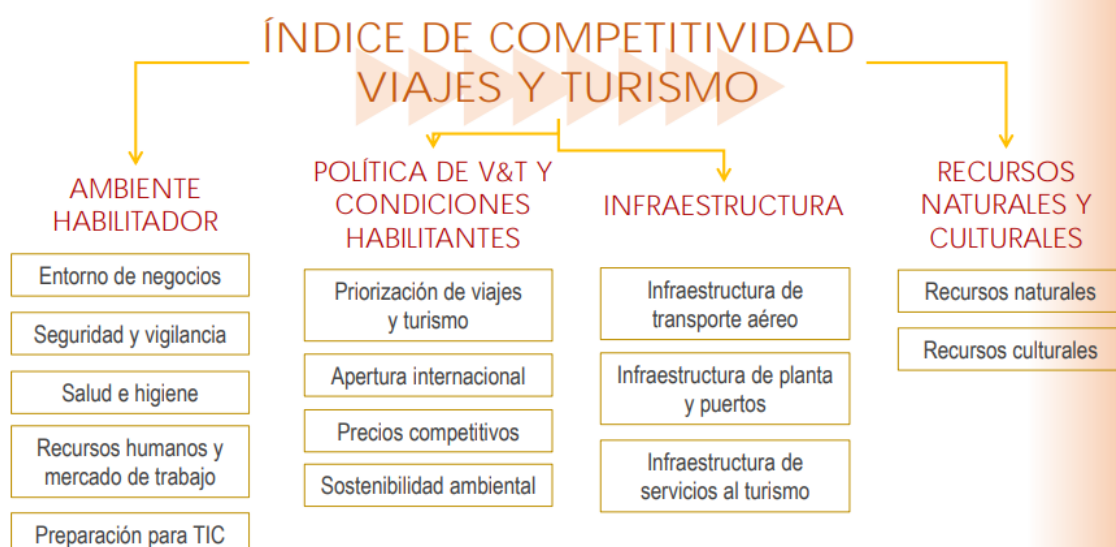 ÍNDICE DE COMPETITIVIDAD
VIAJES Y TURISMO
AMBIENTE
HABILITADOR
Entorno de negocios
Seguridad y vigilancia
Salud e higiene
Recursos humanos y
mercado de trabajo
Preparación para TIC
POLÍTICA DE V&T Y
CONDICIONES
HABILITANTES
Priorización de viajes
y turismo
Apertura internacional
Precios competitivos
Sostenibilidad ambiental
INFRAESTRUCTURA
Infraestructura de
transporte aéreo
Infraestructura de planta
y puertos
Infraestructura de
servicios al turismo
RECURSOS
NATURALES Y
CULTURALES
Recursos naturales
Recursos culturales